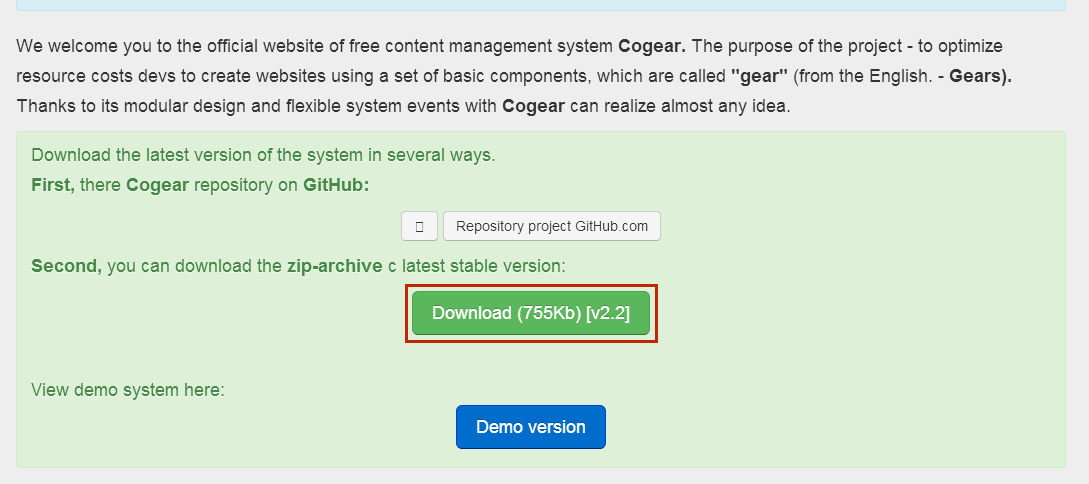 We welcome you to the official website of free content management system Cogear. The purpose of the project - to optimize
resource costs devs to create websites using a set of basic components, which are called "gear" (from the English. - Gears).
Thanks to its modular design and flexible system events with Cogear can realize almost any idea.
Download the latest version of the system in several ways.
First, there Cogear repository on GitHub:
Repository project GitHub.com
Second, you can download the zip-archive c latest stable version:
Download (755Kb) [v2.2]
View demo system here:
Demo version